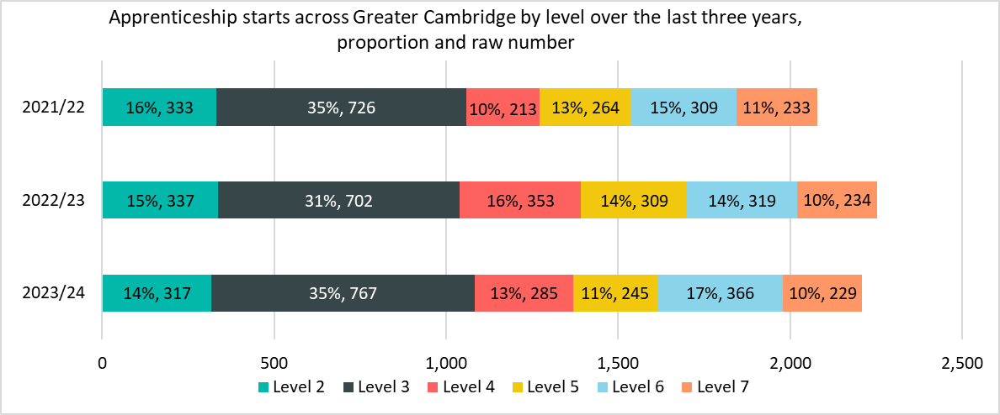 Apprenticeship starts across Greater Cambridge by level over the last three years,
proportion and raw number
2021/22 16%, 333 35%, 726 10%, 213 13%, 264 15%, 309 11%, 233
2022/23 15%, 337 31%, 702 16%, 353 14%, 309 14%, 319 10%, 234
2023/24 14%, 317 35%, 767 13%, 285 11%, 245 17%, 366 10%, 229
0 500 1,000 1,500 2,000 2,500
Level 2 Level 3 Level 4 Level 5 Level 6 Level 7